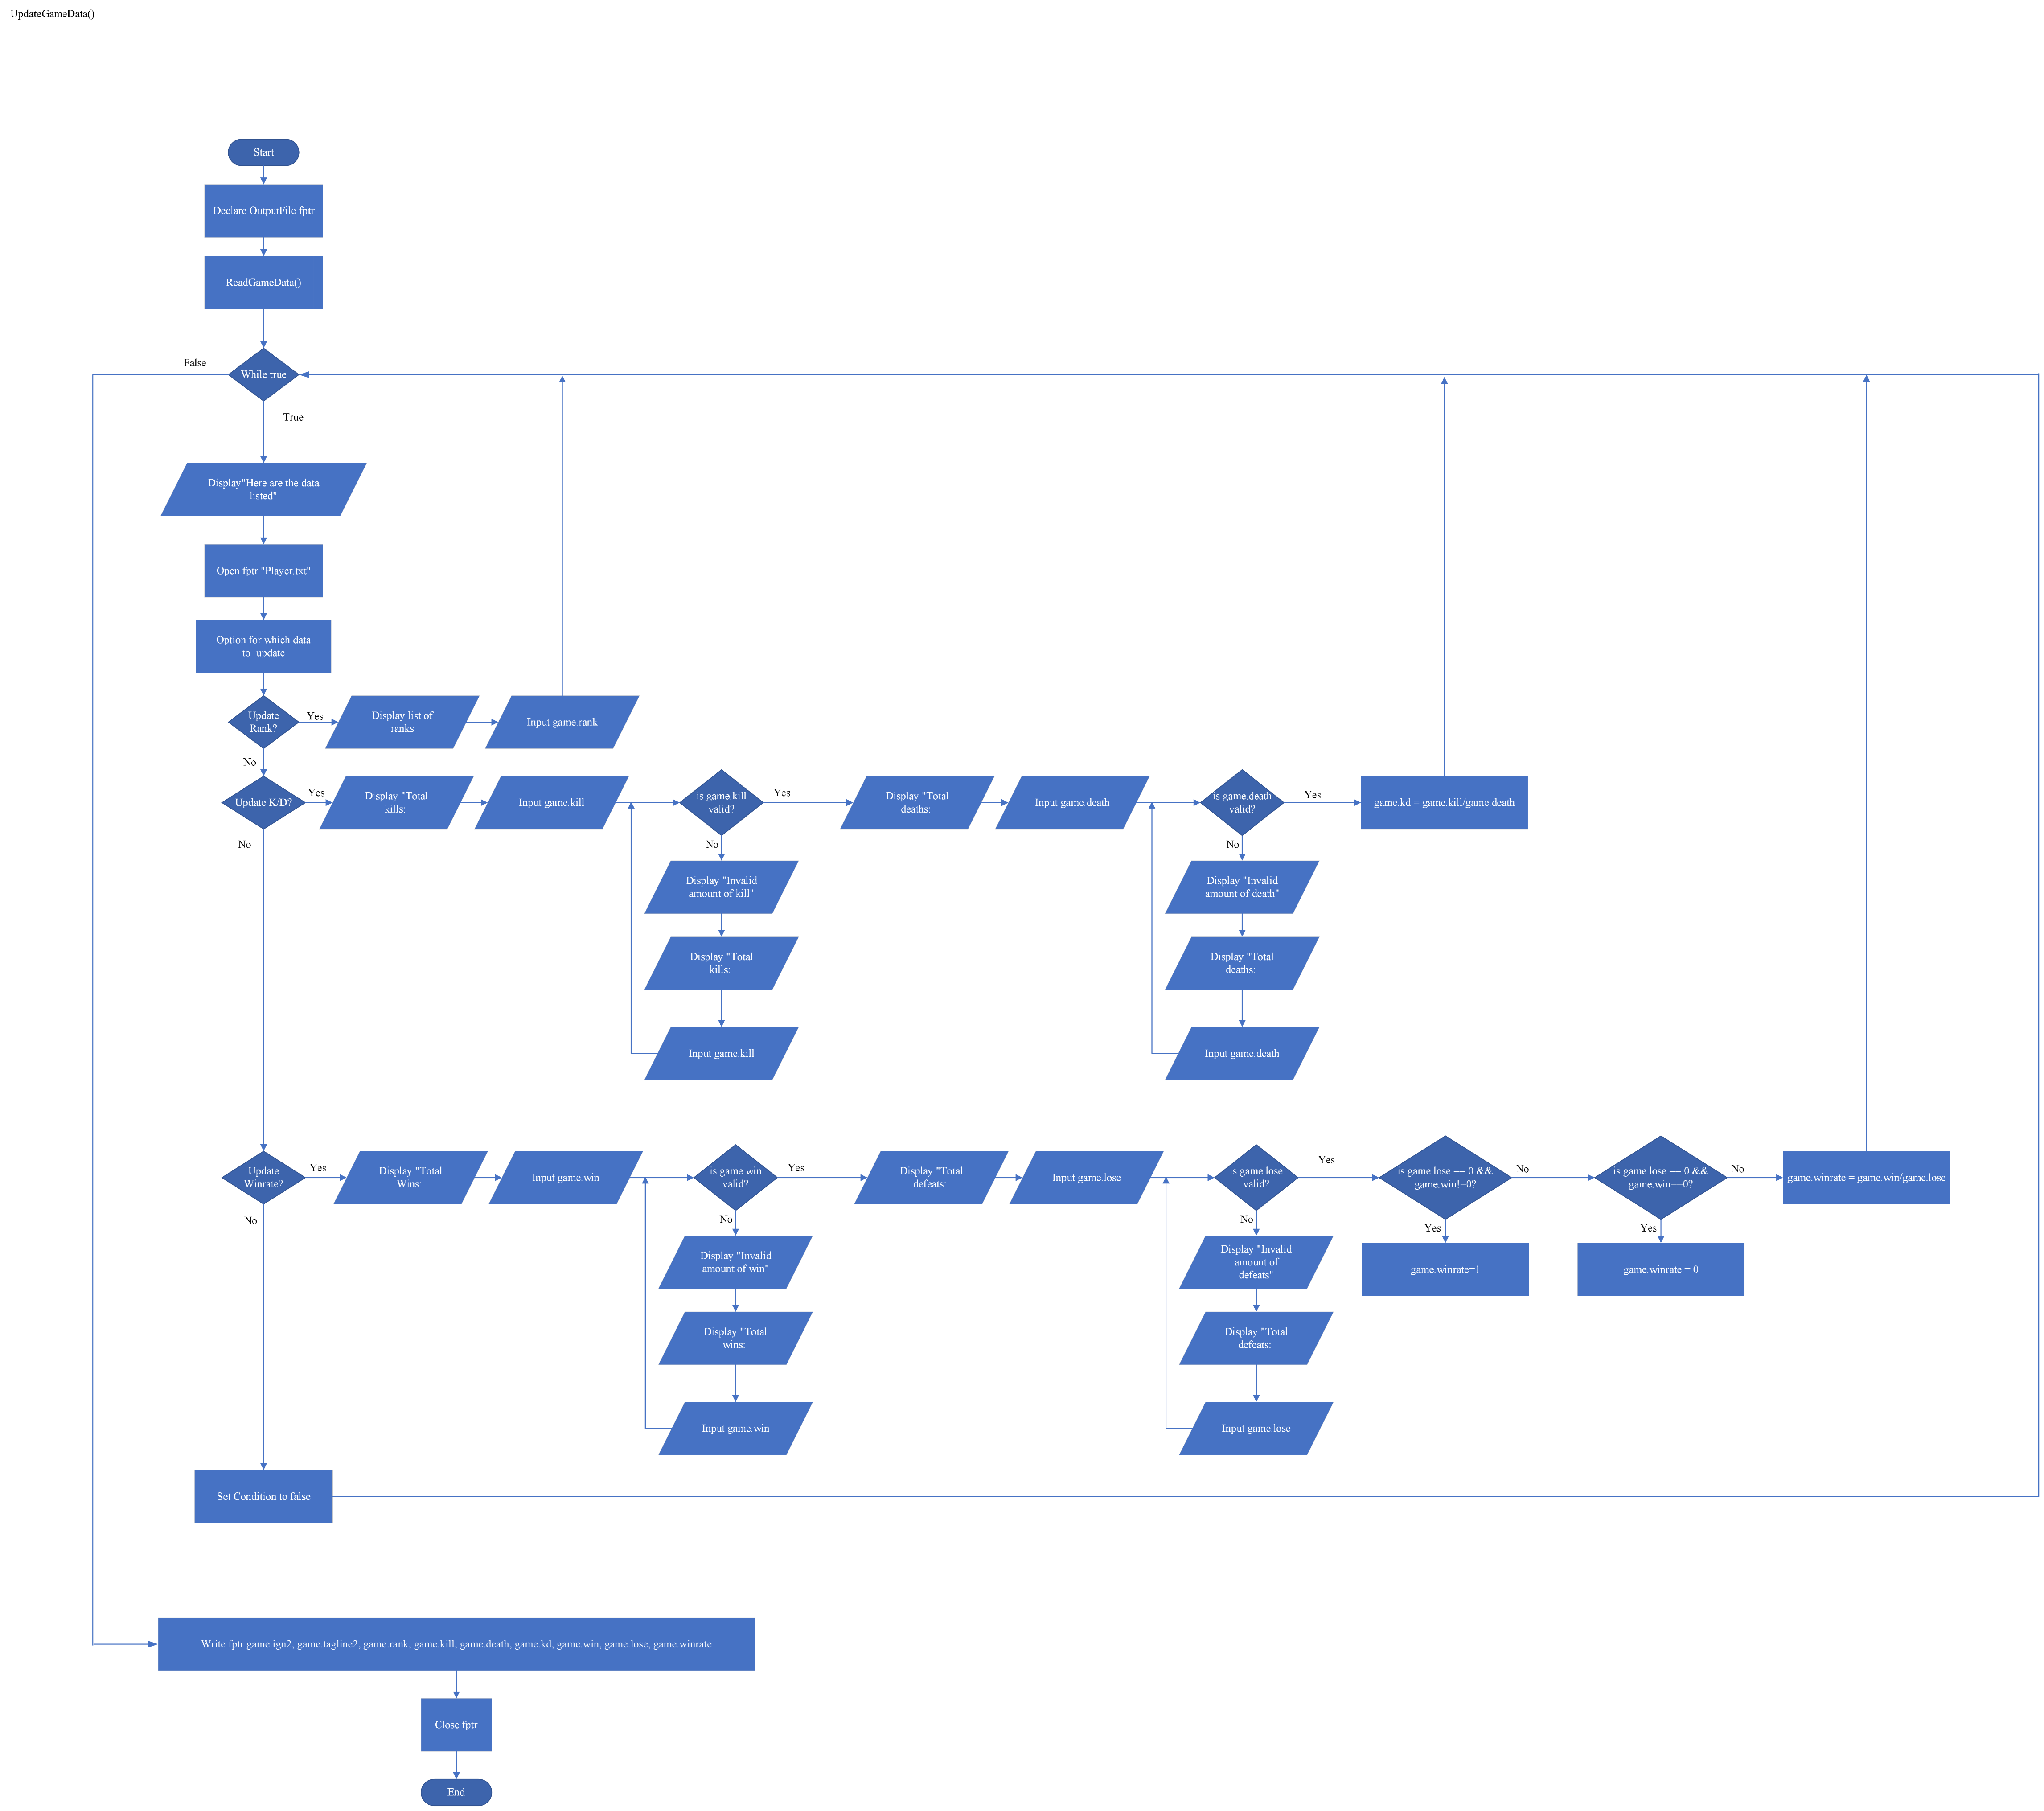 UpdateGameData()
Start
Declare OutputFile fptr
ReadGameData()
False
While true
True
Display"Here are the data
listed"
Open fptr "Player.txt"
Option for which data
to  update
Update
Rank?
Yes
Display list of
ranks
Input game.rank
No
Update K/D?
Yes
Display "Total
kills:
Input game.kill
is game.kill
valid?
Yes
Display "Total
deaths:
Input game.death
is game.death
valid?
Yes
game.kd = game.kill/game.death
No
No
No
Display "Invalid
amount of kill"
Display "Invalid
amount of death"
Display "Total
kills:
Display "Total
deaths:
Input game.kill
Input game.death
Update
Winrate?
Yes
Display "Total
Wins:
Input game.win
is game.win
valid?
Yes
Display "Total
defeats:
Input game.lose
is game.lose
valid?
Yes
is game.lose == 0 &&
game.win!=0?
No
is game.lose == 0 &&
game.win==0?
No
game.winrate = game.win/game.lose
No
No
No
Yes
Yes
Display "Invalid
amount of win"
Display "Invalid
amount of
defeats"
game.winrate=1
game.winrate = 0
Display "Total
wins:
Display "Total
defeats:
Input game.win
Input game.lose
Set Condition to false
Write fptr game.ign2, game.tagline2, game.rank, game.kill, game.death, game.kd, game.win, game.lose, game.winrate
Close fptr
End